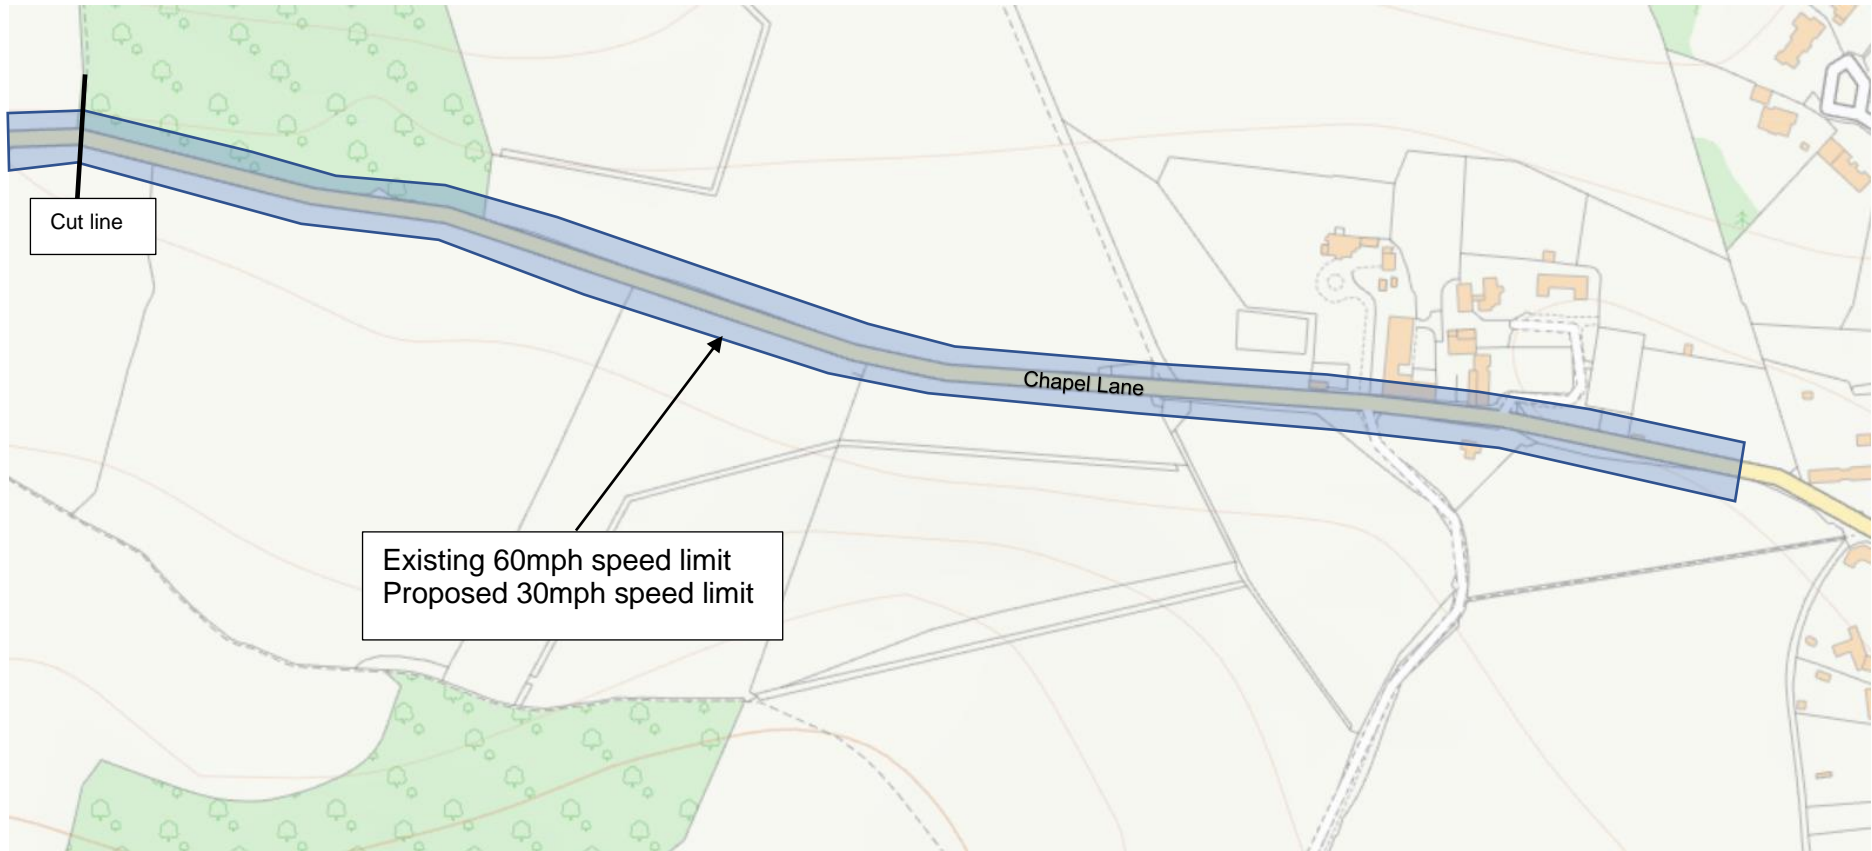 Cut line
Chapel Lane
Existing 60mph speed limit
Proposed 30mph speed limit